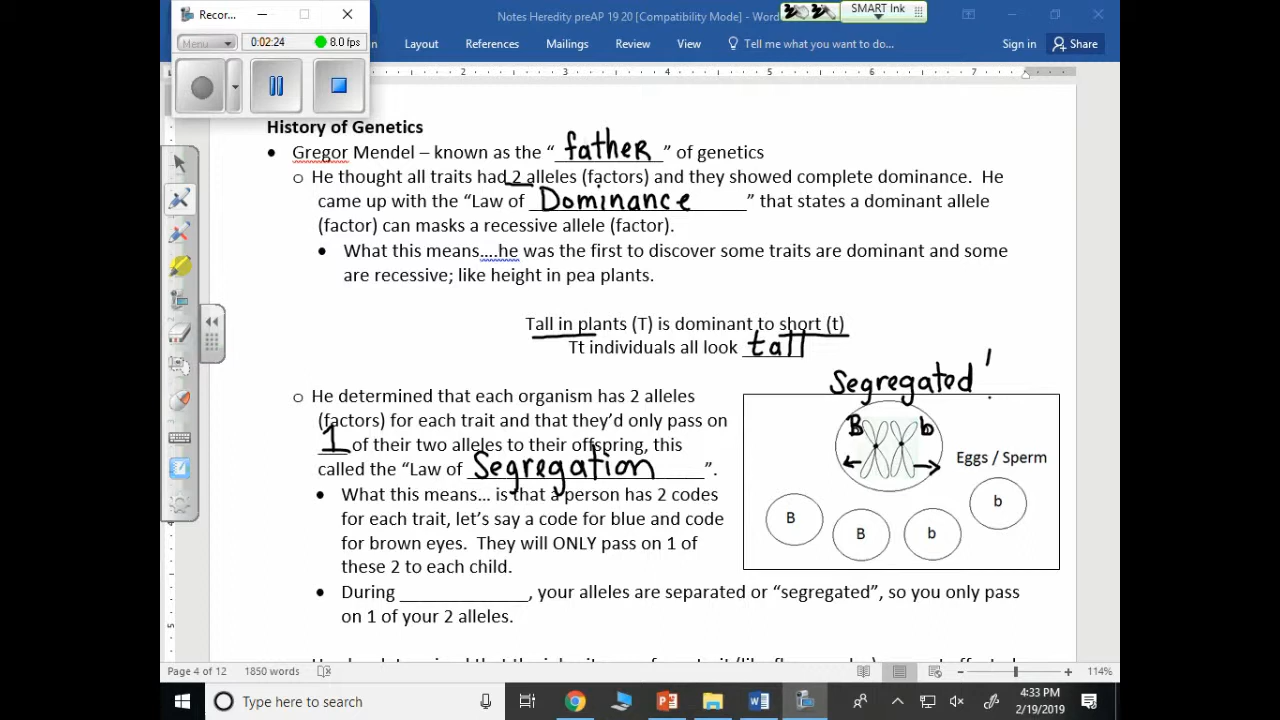 Recor...
Notes Heredity preAP 19 20 [Compatibility Mode] - Word
SMART Ink
Menu
0:02:24
8.0 fps
Layout References Mailings Review View Tell me what you want to do... Sign in Share
2 3 4 5 6 7
History of Genetics
• Gregor Mendel – known as the “father” of genetics
o He thought all traits had 2 alleles (factors) and they showed complete dominance. He
came up with the “Law of Dominance” that states a dominant allele
(factor) can masks a recessive allele (factor).
• What this means....he was the first to discover some traits are dominant and some
are recessive; like height in pea plants.
Tall in plants (T) is dominant to short (t)
Tt individuals all look tall
Segregated!
o He determined that each organism has 2 alleles
(factors) for each trait and that they’d only pass on
1 of their two alleles to their offspring, this
called the “Law of Segregation”.
• What this means... is that a person has 2 codes
for each trait, let’s say a code for blue and code
for brown eyes. They will ONLY pass on 1 of
these 2 to each child.
B b
Eggs / Sperm
B B b b
• During _____________, your alleles are separated or “segregated”, so you only pass
on 1 of your 2 alleles.
Page 4 of 12 1850 words 114%
Type here to search
4:33 PM
2/19/2019